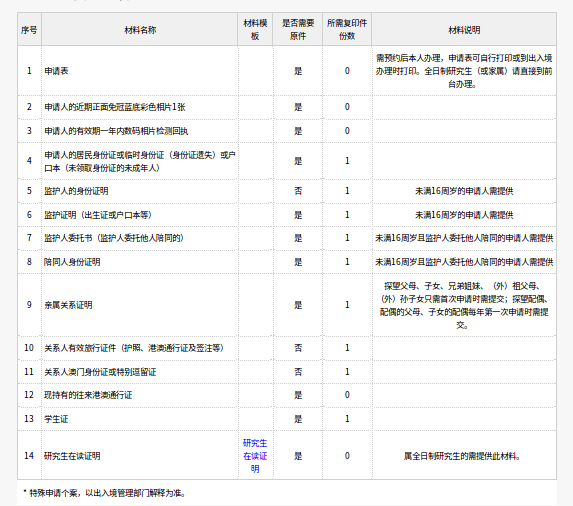 序号 材料名称 材料模板 是否需要原件 所需复印件份数 材料说明
1 申请表 是 0 需预约后本人办理，申请表可自行打印或到出入境办理时打印。全日制研究生（或家属）请直接到前台办理。
2 申请人的近期正面免冠蓝底彩色相片1张 是 0
3 申请人的有效期一年内数码相片检测回执 是 0
4 申请人的居民身份证或临时身份证（身份证遗失）或户口本（未领取身份证的未成年人） 是 1
5 监护人的身份证明 否 1 未满16周岁的申请人需提供
6 监护证明（出生证或户口本等） 是 1 未满16周岁的申请人需提供
7 监护人委托书（监护人委托他人陪同的） 是 1 未满16周岁且监护人委托他人陪同的申请人需提供
8 陪同人身份证明 是 1 未满16周岁且监护人委托他人陪同的申请人需提供
9 亲属关系证明 是 1 探望父母、子女、兄弟姐妹、（外）祖父母、（外）孙子女只需首次申请时需提交；探望配偶、配偶的父母、子女的配偶每年第一次申请时需提交。
10 关系人有效旅行证件（护照、港澳通行证及签注等） 否 1
11 关系人澳门身份证或特别逗留证 否 1
12 现持有的往来港澳通行证 是 0
13 学生证 是 1
14 研究生在读证明 研究生在读证明 是 0 属全日制研究生的需提供此材料。
* 特殊申请个案，以出入境管理部门解释为准。